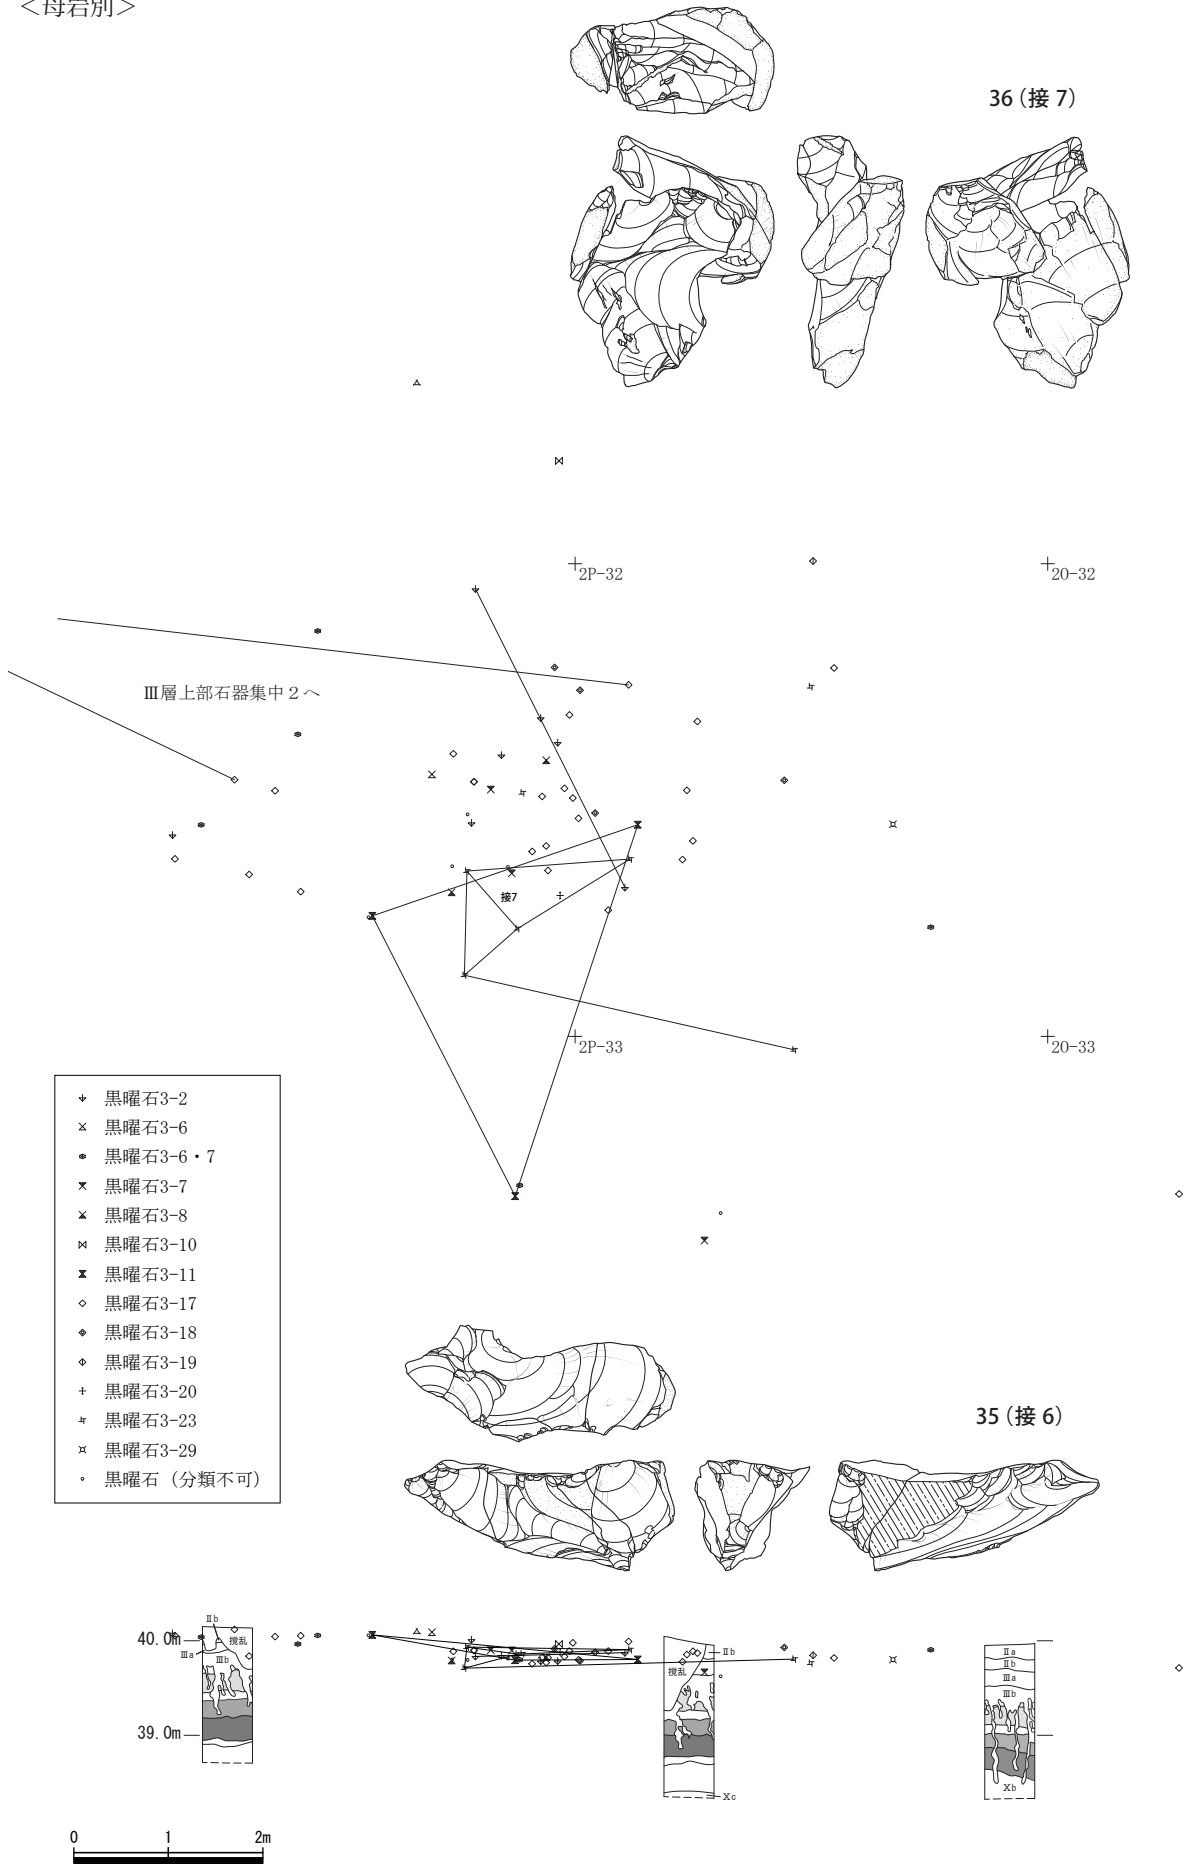 ＜母岩別＞
36（接 7）
2P-32
2O-32
Ⅲ層上部石器集中２へ
接7
2P-33
2O-33
黒曜石3-2
黒曜石3-6
黒曜石3-6・7
黒曜石3-7
黒曜石3-8
黒曜石3-10
黒曜石3-11
黒曜石3-17
黒曜石3-18
黒曜石3-19
黒曜石3-20
黒曜石3-23
黒曜石3-29
黒曜石（分類不可）
35（接 6）
40.0m
Ⅱb
撹乱
Ⅲa
Ⅲb
39.0m
Ⅱb
撹乱
Ⅹc
Ⅱa
Ⅱb
Ⅲa
Ⅲb
Ⅹb
0 1 2m